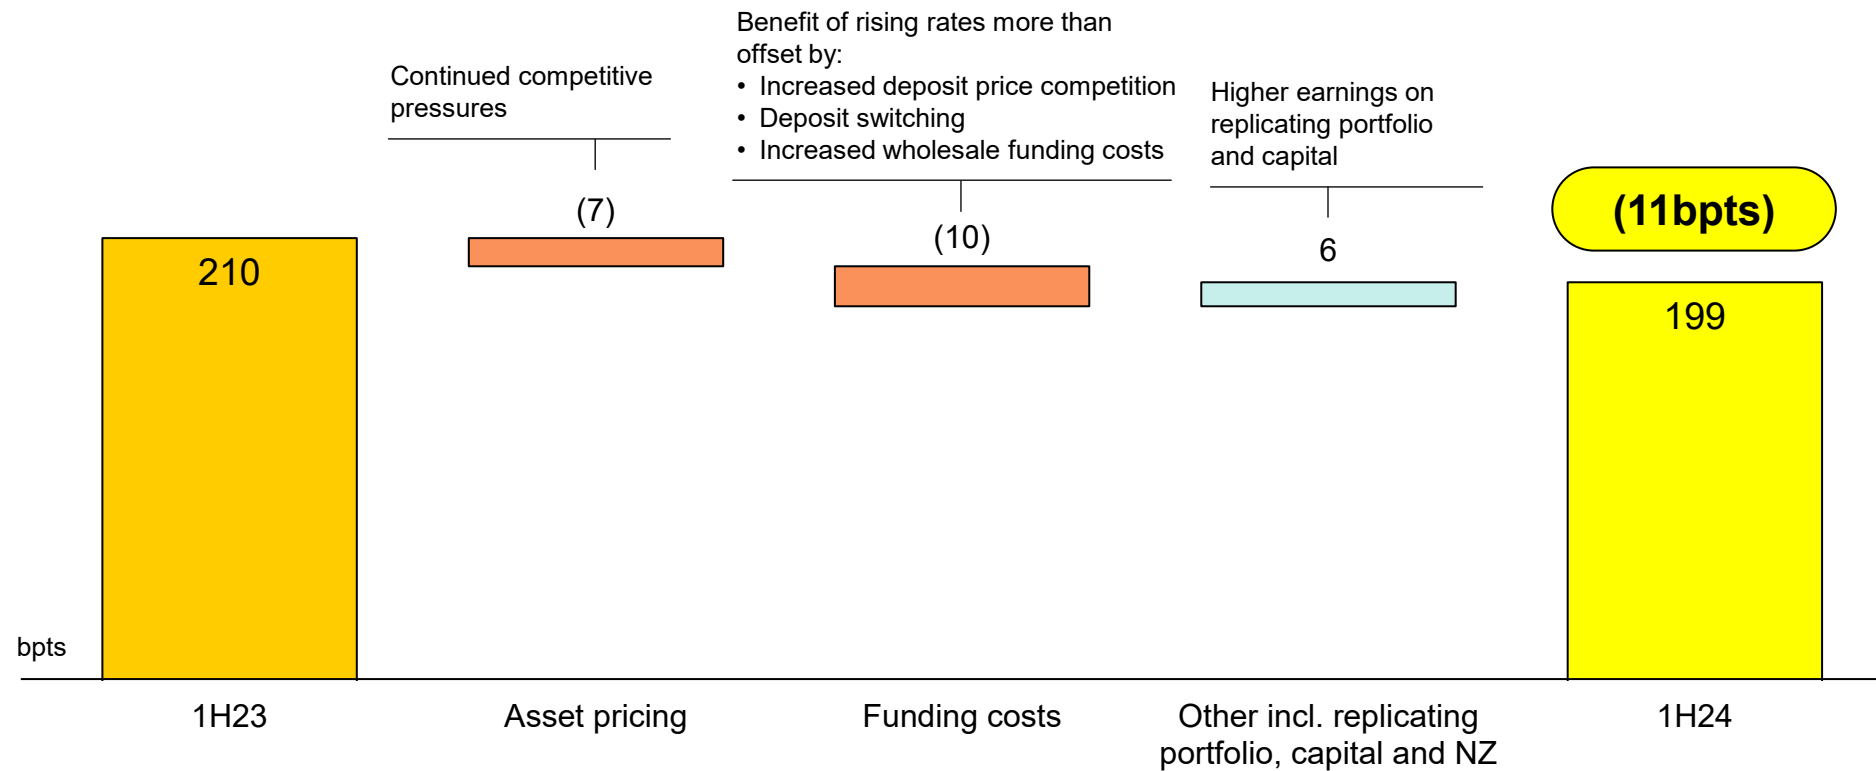 Continued competitive
pressures
Benefit of rising rates more than
offset by:
• Increased deposit price competition
• Deposit switching
• Increased wholesale funding costs
Higher earnings on
replicating portfolio
and capital
210
(7)
(10)
6
(11bpts)
199
bpts
1H23
Asset pricing
Funding costs
Other incl. replicating
portfolio, capital and NZ
1H24